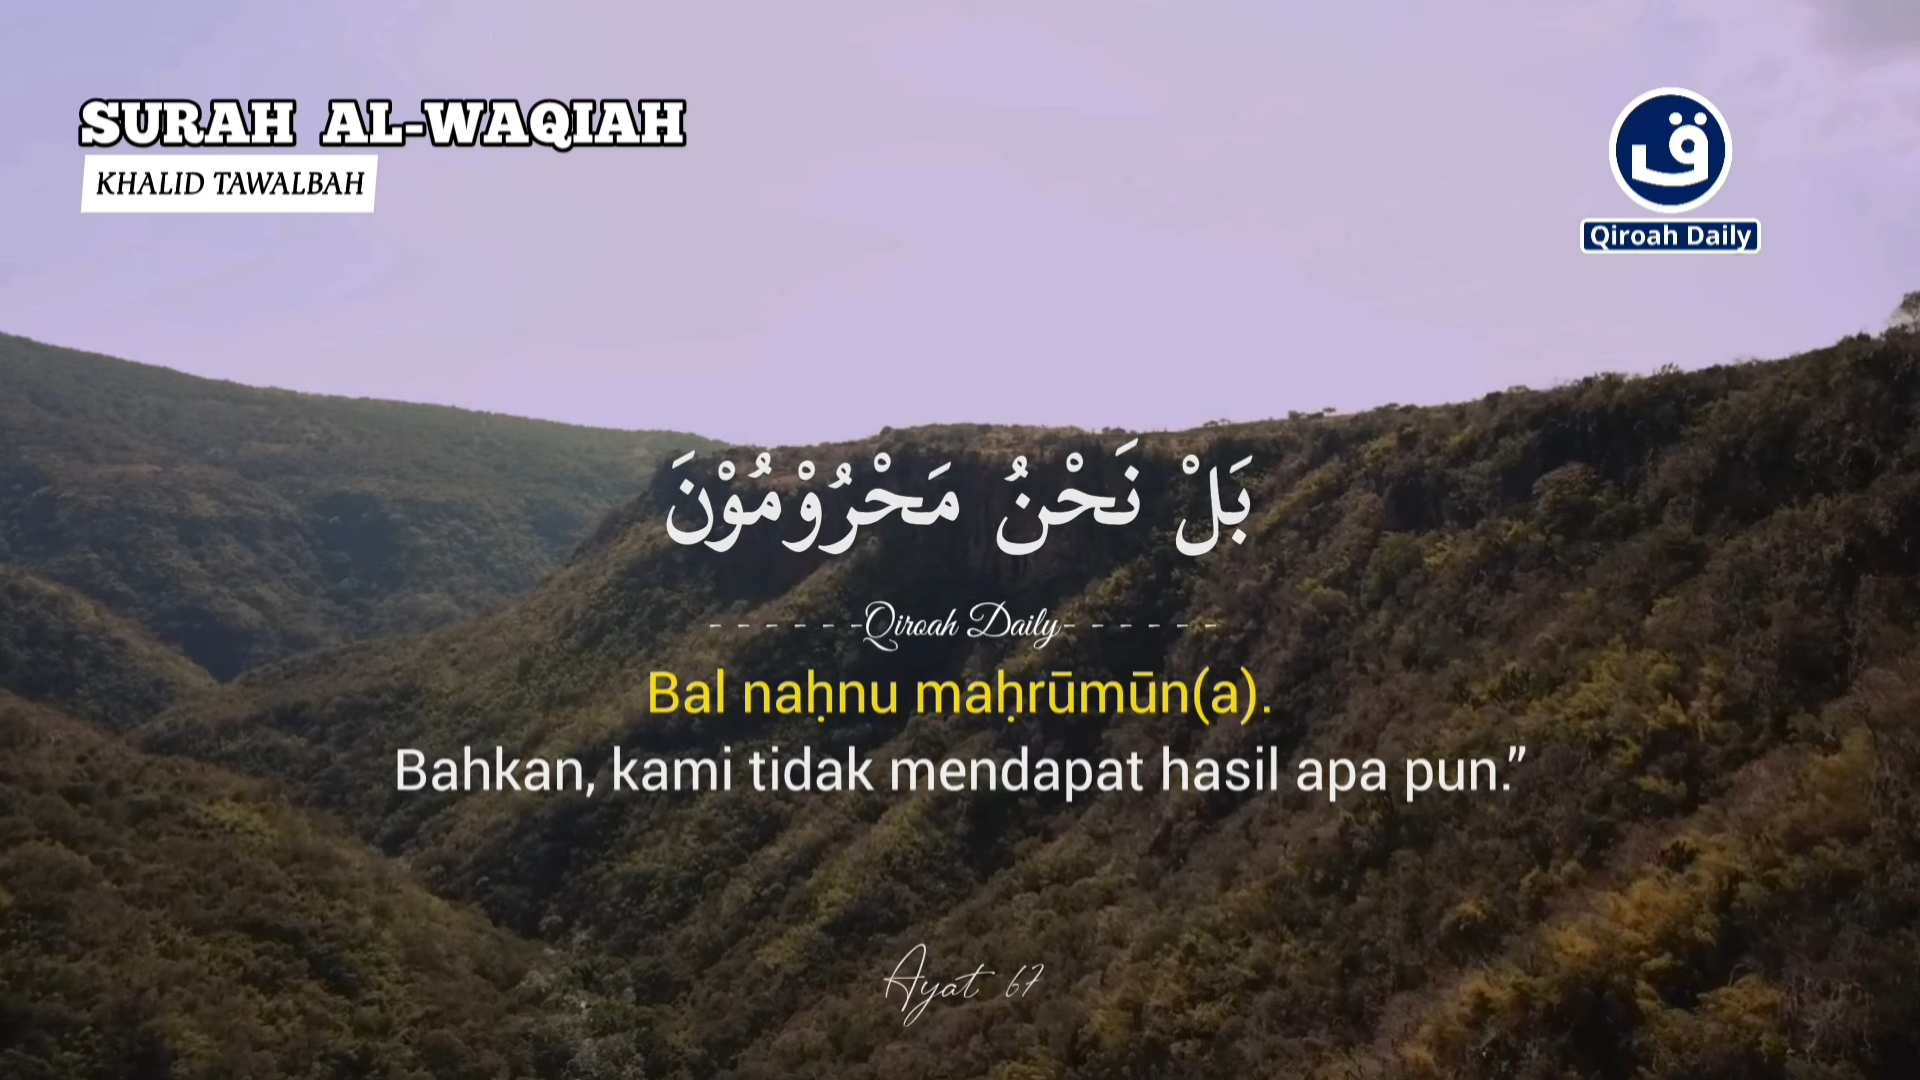 SURAH AL-WAQIAH
KHALID TAWALBAH
ق
Qiroah Daily
بَلْ نَحْنُ مَحْرُوْمُوْنَ
- - - - - -Qiroah Daily- - - - - -
Bal naḥnu maḥrūmūn(a).
Bahkan, kami tidak mendapat hasil apa pun.”
Ayat 67